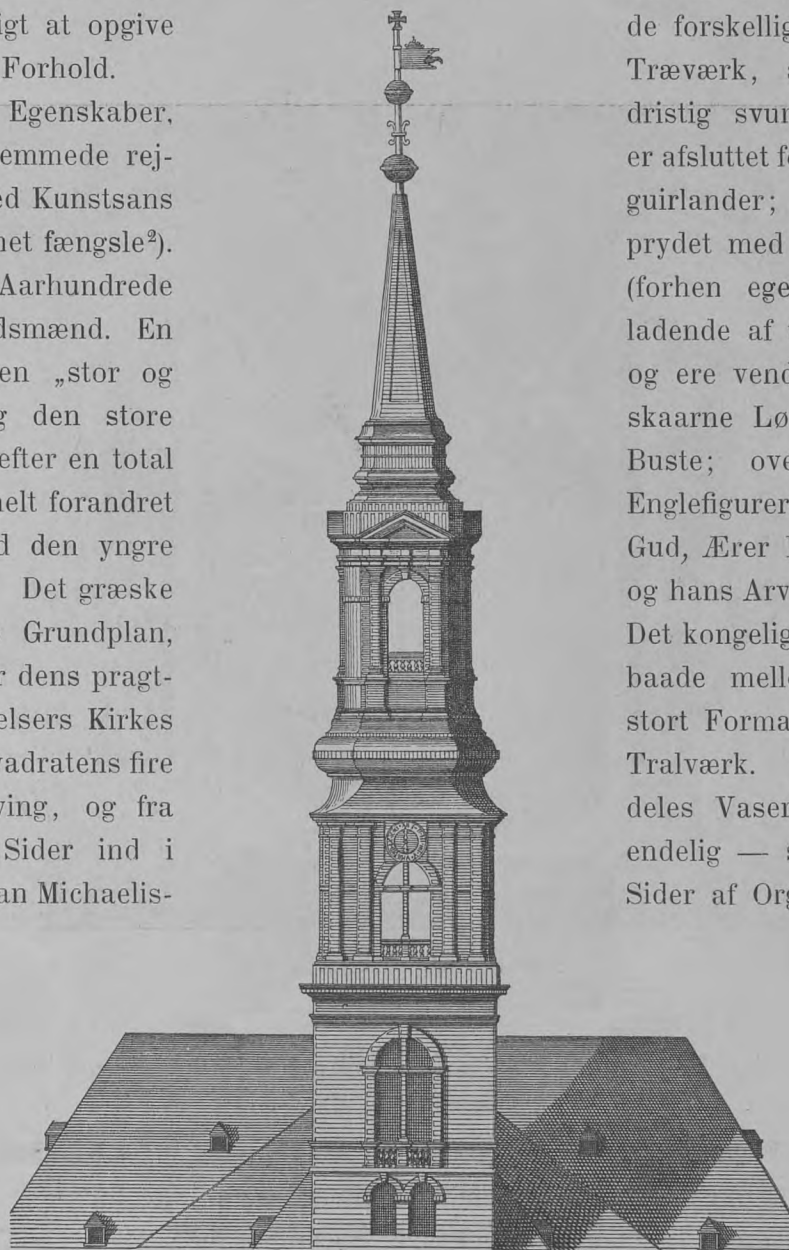 igt at opgive
Forhold.
Egenskaber,
emmede rej-
ed Kunstsans
net fængsle²).
Aarhundrede
dsmænd. En
en „stor og
g den store
efter en total
helt forandret
d den yngre
Det græske
Grundplan,
r dens pragt-
elsers Kirkes
vadratens fire
ving, og fra
Sider ind i
an Michaelis-
de forskellig
Træværk, a
dristig svun
er afsluttet fo
guirlander;
prydet med
(forhen ege
ladende af
og ere vend
skaarne Lø
Buste; ove
Englefigurer
Gud, Ærer
og hans Arv
Det kongelig
baade melle
stort Forma
Tralværk.
deles Vaser
endelig — s
Sider af Org